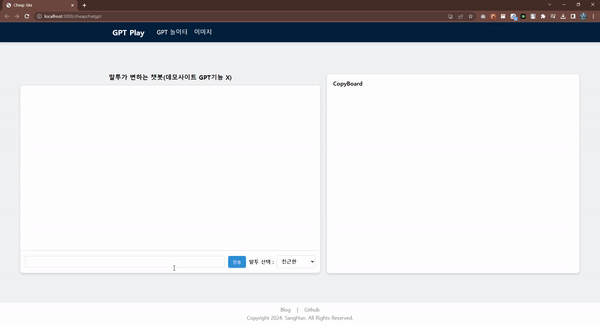 Cheap Site
localhost:3000/cheapchatgpt
GPT Play
GPT 놀이터 이미지
말투가 변하는 챗봇(데모사이트 GPT기능 X)
CopyBoard
전송 말투 선택 : 친근한
Blog | Github
Copyright 2024. SangHun. All Rights Reserved.